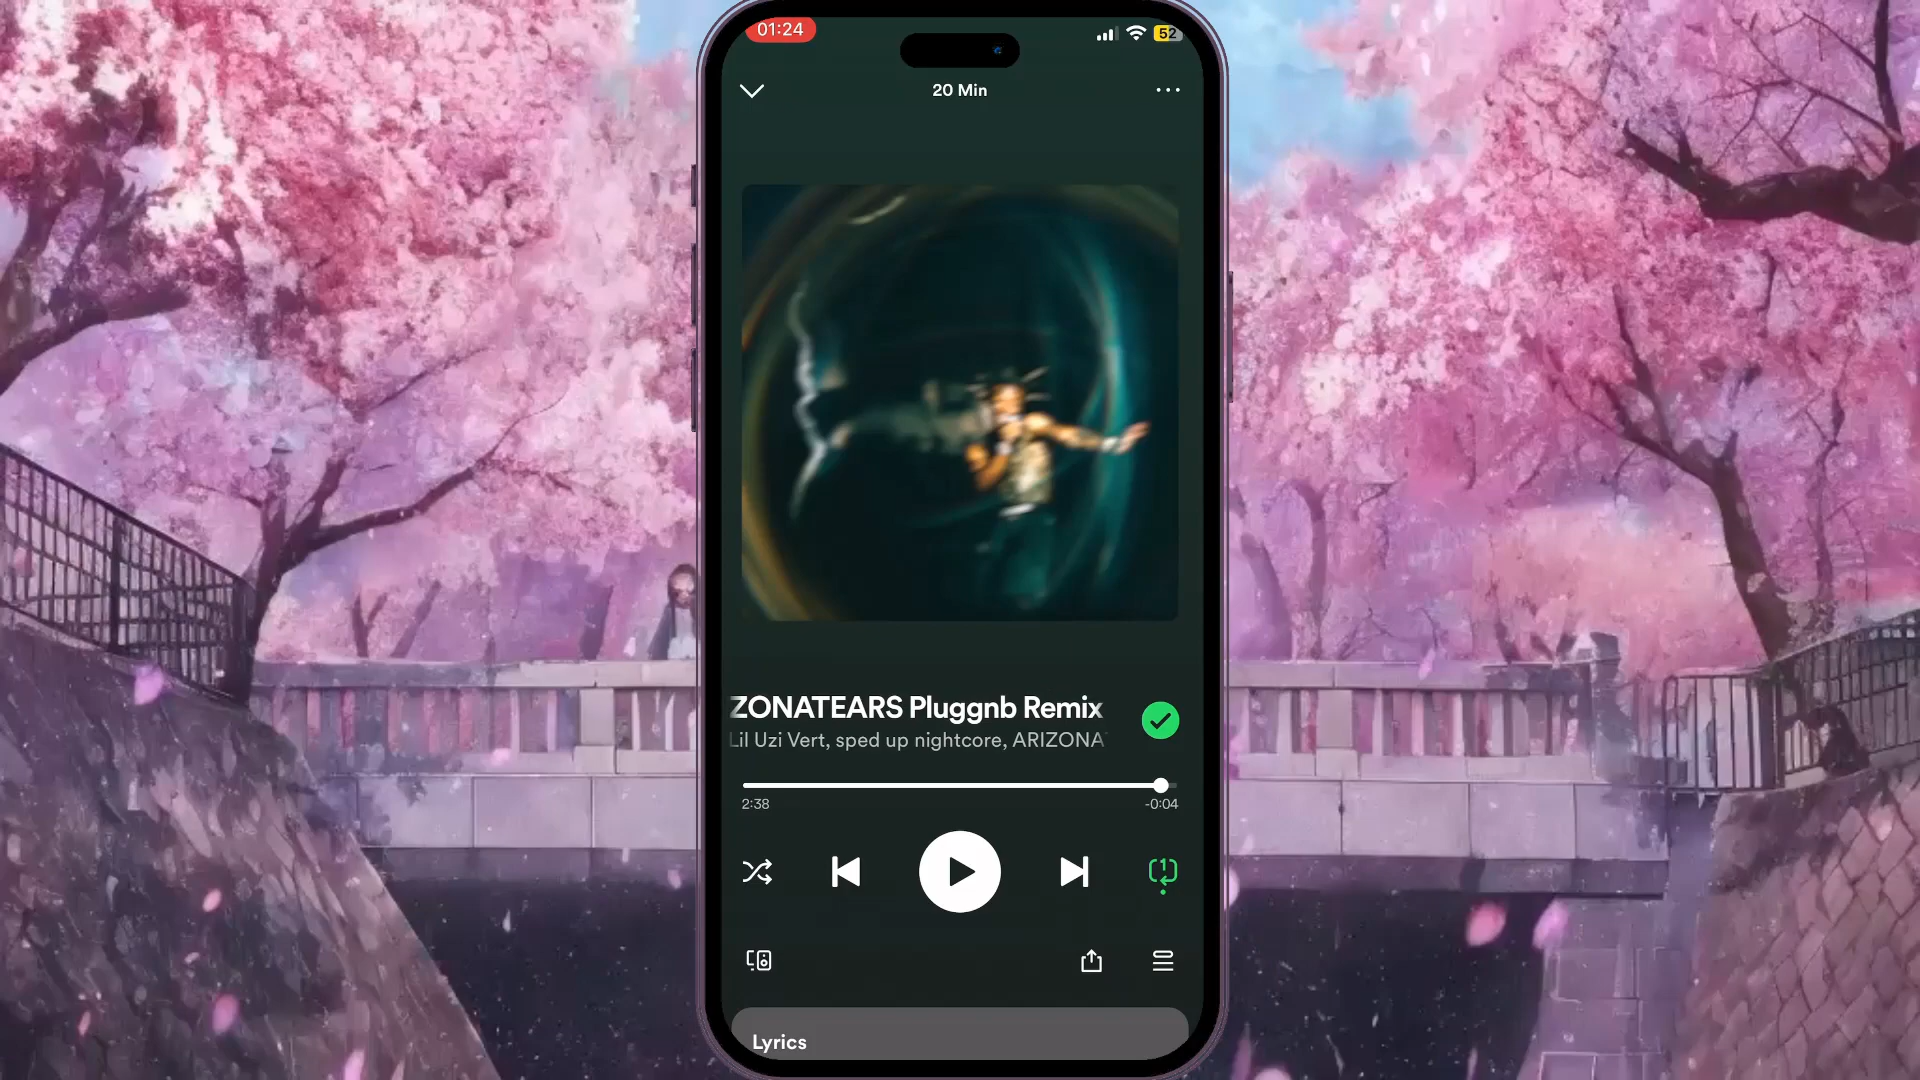 01:24
52
20 Min
ZONATEARS Pluggnb Remix
Lil Uzi Vert, sped up nightcore, ARIZONA
2:38
-0:04
1
Lyrics